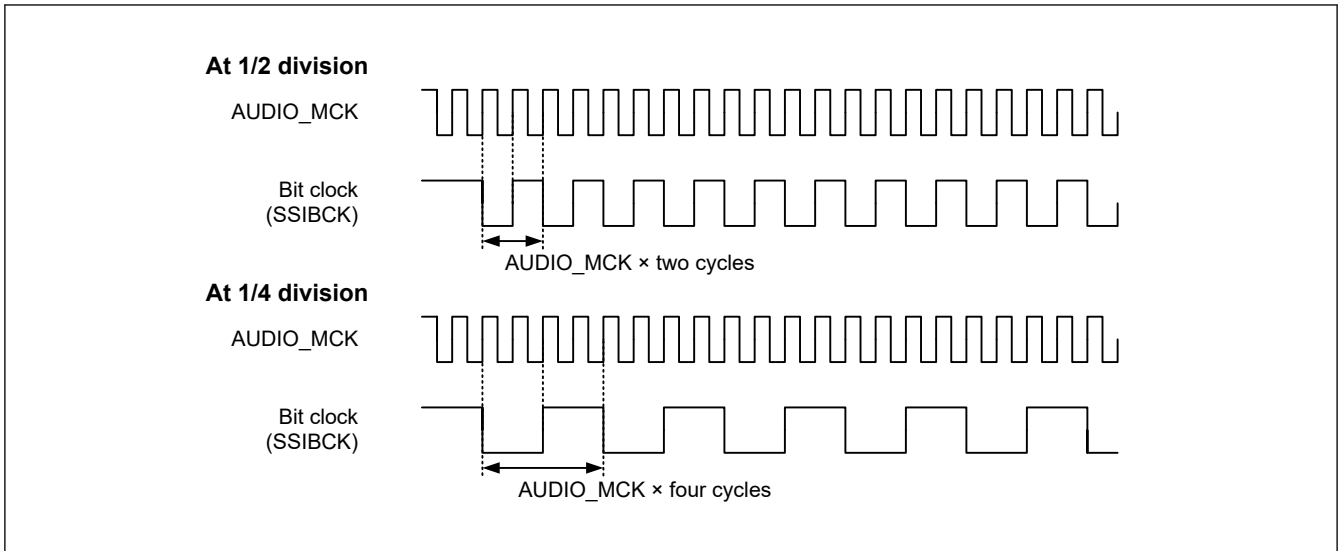 At 1/2 division
AUDIO_MCK
Bit clock
(SSIBCK)
AUDIO_MCK × two cycles
At 1/4 division
AUDIO_MCK
Bit clock
(SSIBCK)
AUDIO_MCK × four cycles